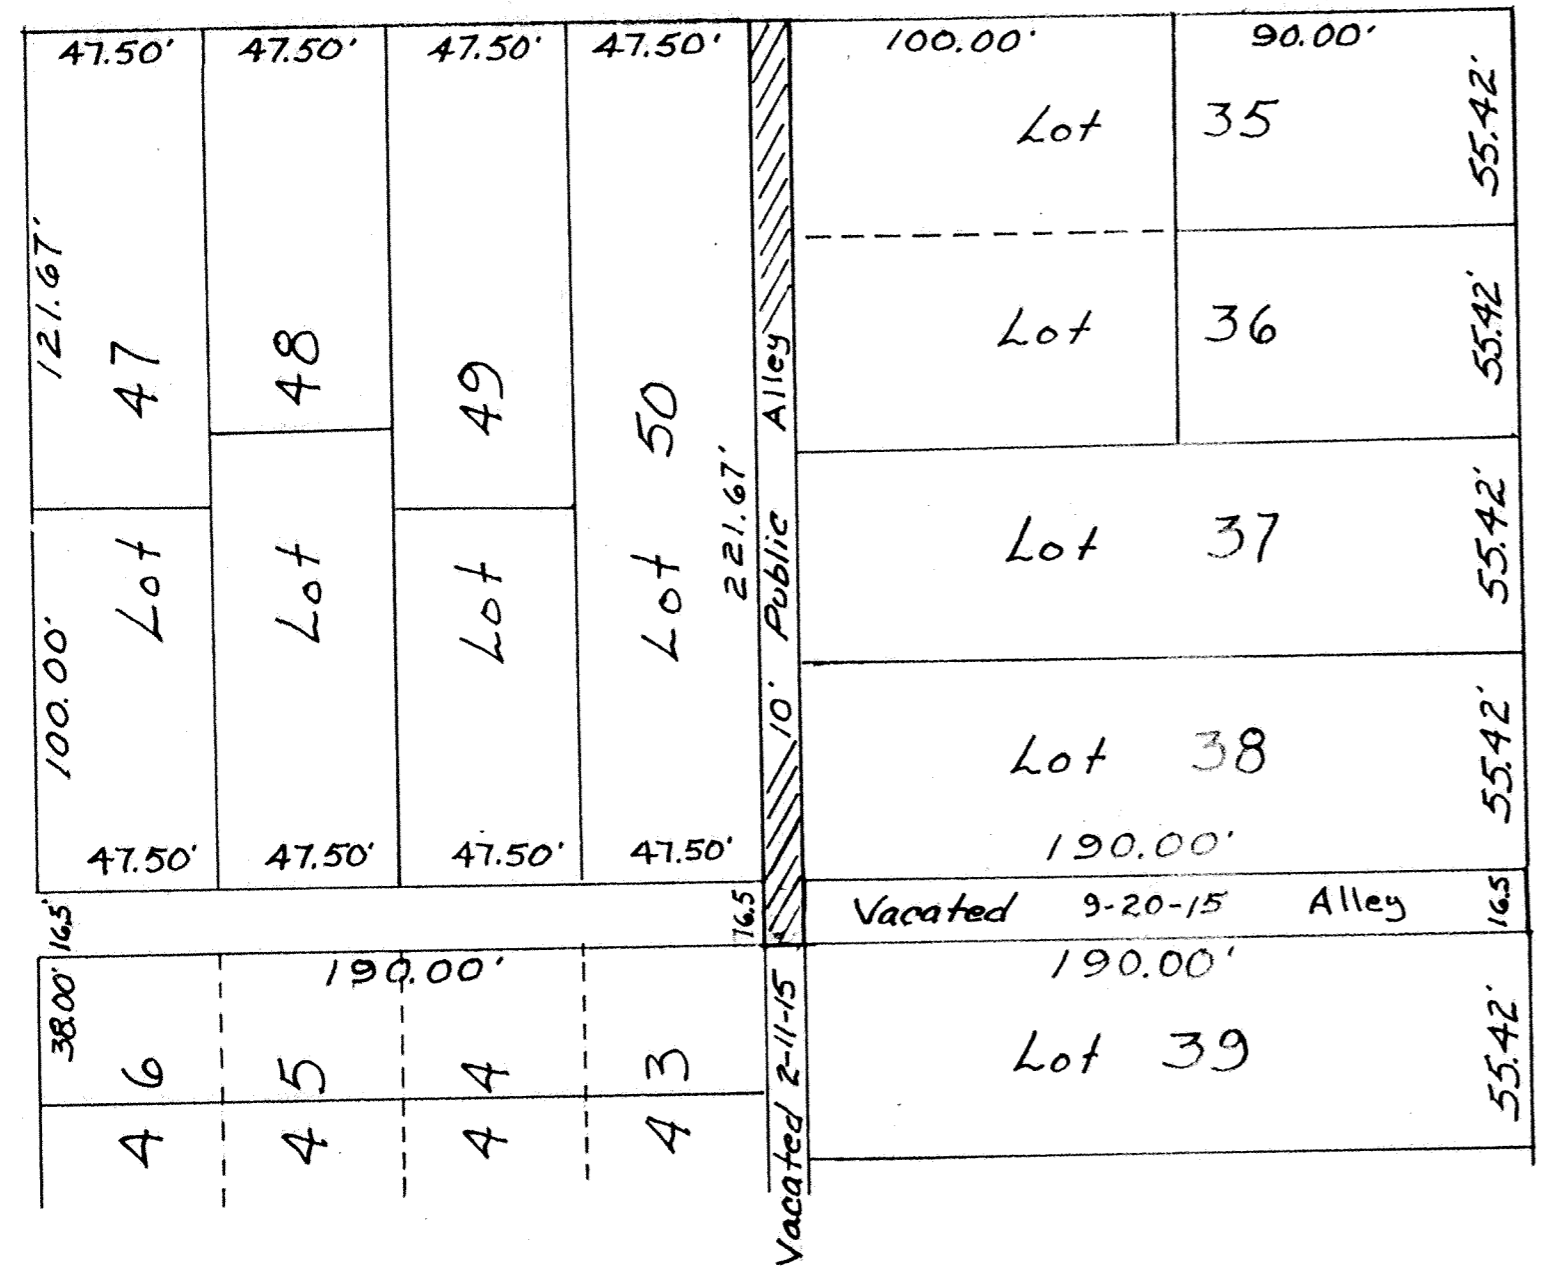 47.50' 47.50' 47.50' 47.50'
121.67'
100.00'
Lot 47
Lot 48
Lot 49
Lot 50
221.67'
47.50' 47.50' 47.50' 47.50'
10' Public Alley
100.00' 90.00'
Lot 35
55.42'
Lot 36
55.42'
Lot 37
55.42'
Lot 38
55.42'
190.00'
16.5' 16.5
Vacated 9-20-15 Alley
16.5
38.00'
190.00'
46 45 44 43
Vacated 2-11-15
190.00'
Lot 39
55.42'